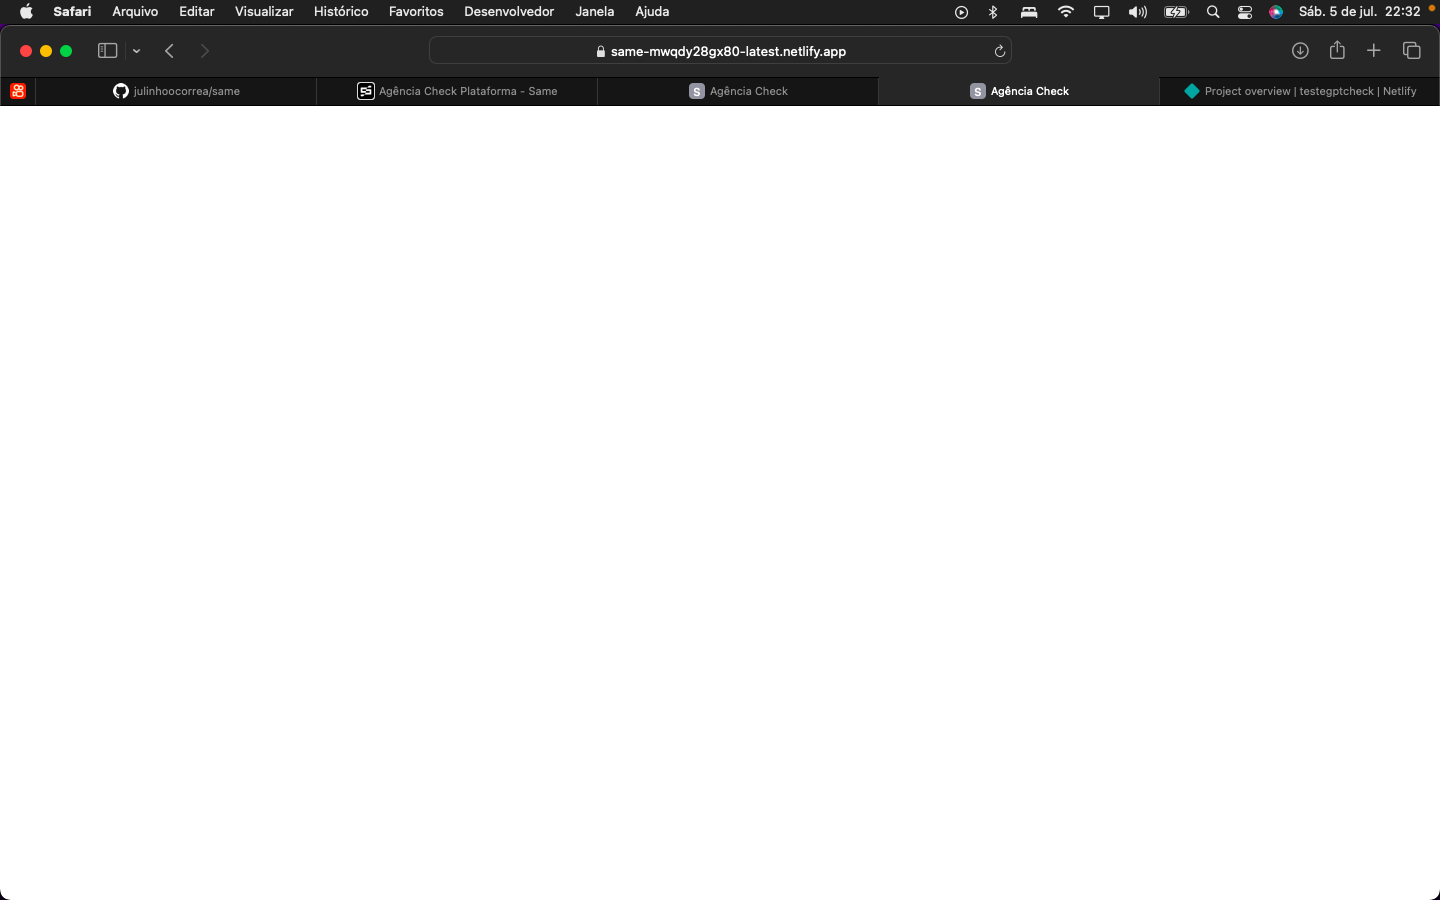 Safari Arquivo Editar Visualizar Histórico Favoritos Desenvolvedor Janela Ajuda Sáb. 5 de jul. 22:32
same-mwqdy28gx80-latest.netlify.app
julinhoocorrea/same Agência Check Plataforma - Same S Agência Check S Agência Check Project overview | testegptcheck | Netlify